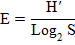 E = H′ / Log₂ S